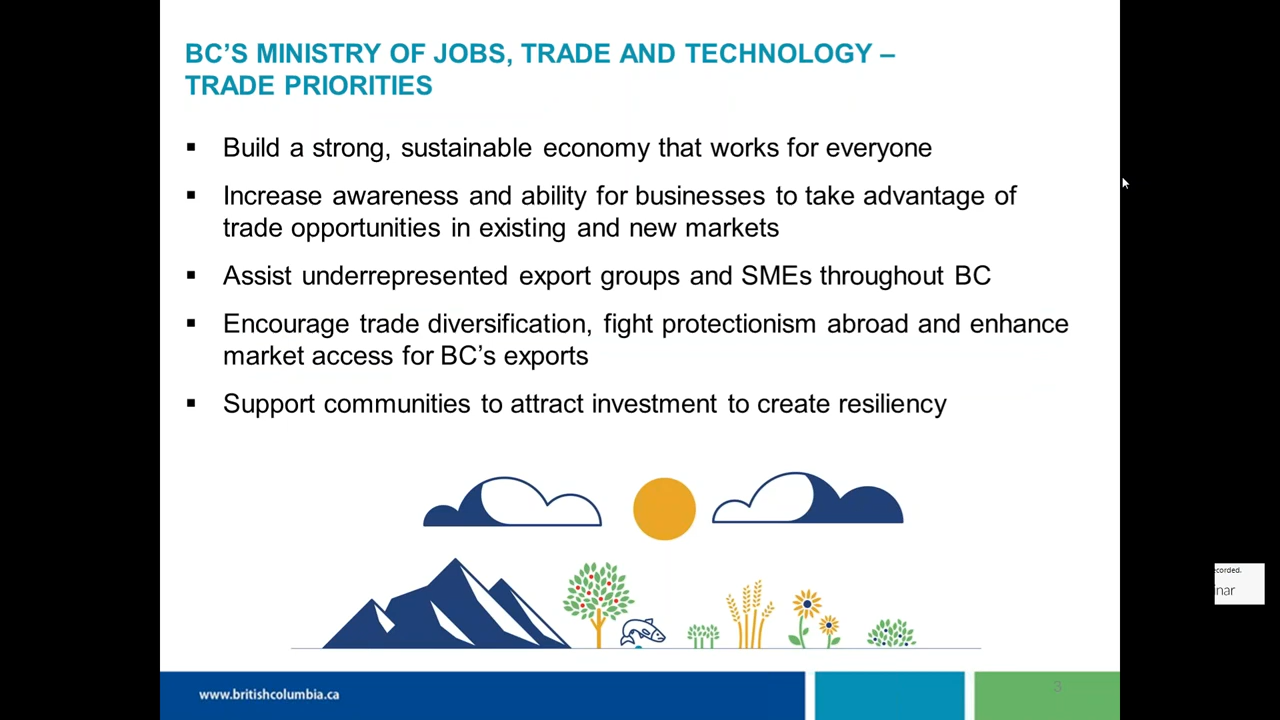 BC'S MINISTRY OF JOBS, TRADE AND TECHNOLOGY –
TRADE PRIORITIES
▪ Build a strong, sustainable economy that works for everyone
▪ Increase awareness and ability for businesses to take advantage of
trade opportunities in existing and new markets
▪ Assist underrepresented export groups and SMEs throughout BC
▪ Encourage trade diversification, fight protectionism abroad and enhance
market access for BC's exports
▪ Support communities to attract investment to create resiliency
corded.
inar
www.britishcolumbia.ca
3